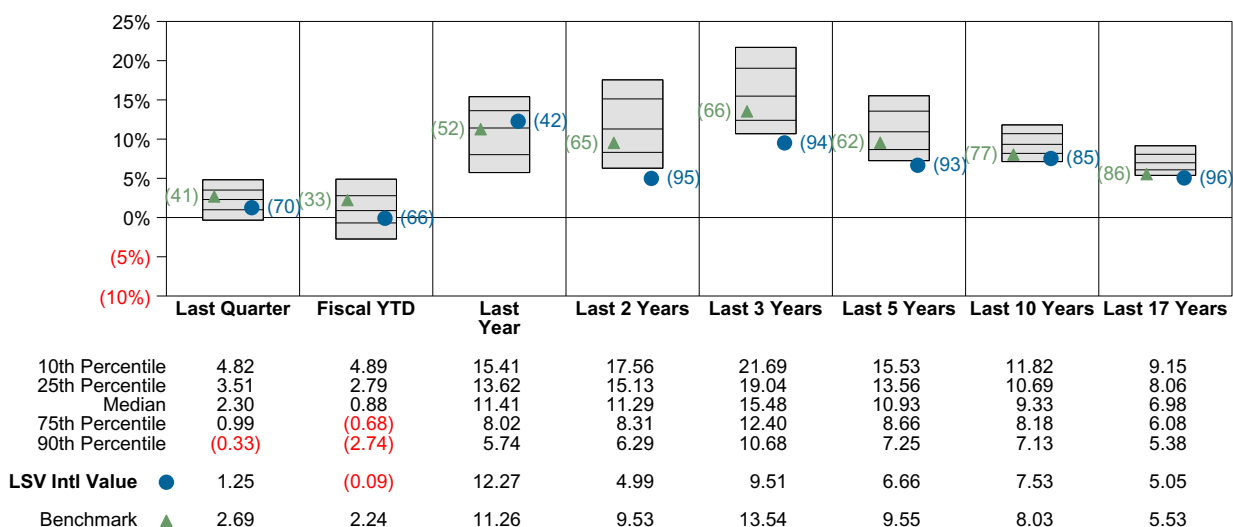 25%
20%
15%
10%
5%
0%
(5%)
(10%)
(41) (70) (33) (66) (52) (42) (65) (95) (66) (94) (62) (93) (77) (85) (86) (96)
Last Quarter Fiscal YTD Last Year Last 2 Years Last 3 Years Last 5 Years Last 10 Years Last 17 Years
10th Percentile 4.82 4.89 15.41 17.56 21.69 15.53 11.82 9.15
25th Percentile 3.51 2.79 13.62 15.13 19.04 13.56 10.69 8.06
Median 2.30 0.88 11.41 11.29 15.48 10.93 9.33 6.98
75th Percentile 0.99 (0.68) 8.02 8.31 12.40 8.66 8.18 6.08
90th Percentile (0.33) (2.74) 5.74 6.29 10.68 7.25 7.13 5.38
LSV Intl Value 1.25 (0.09) 12.27 4.99 9.51 6.66 7.53 5.05
Benchmark 2.69 2.24 11.26 9.53 13.54 9.55 8.03 5.53